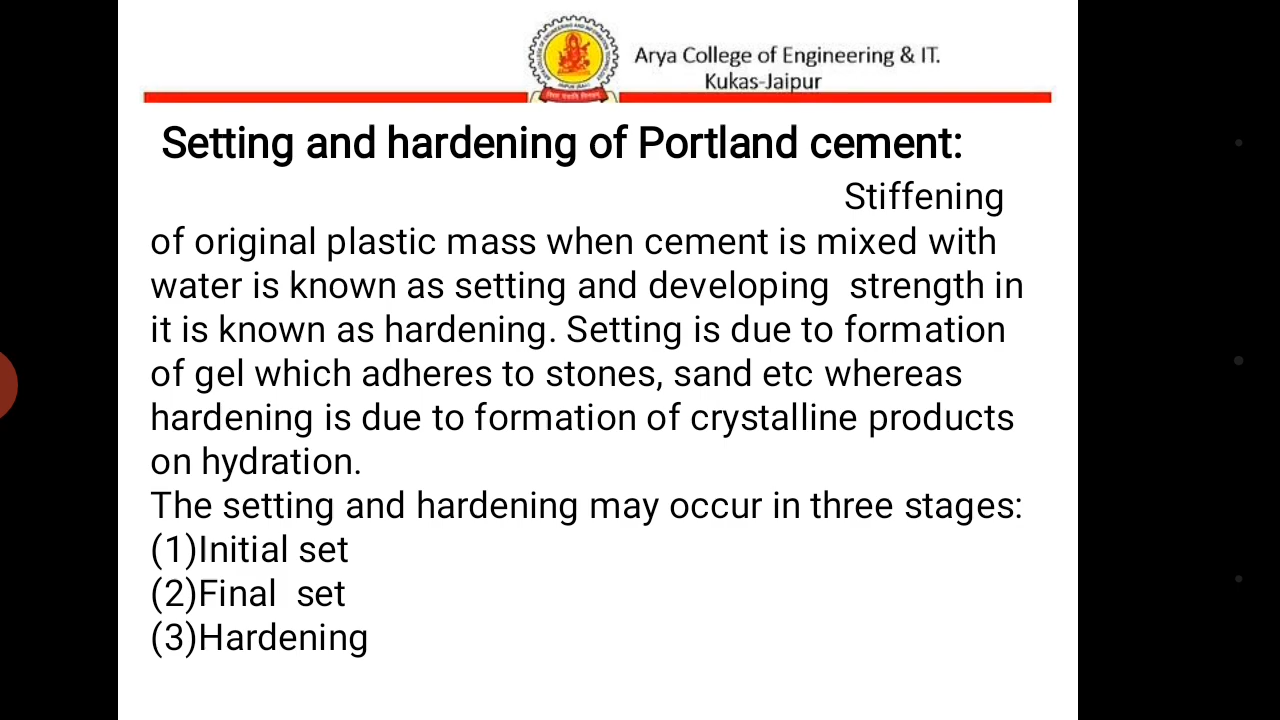 Arya College of Engineering & IT.
Kukas-Jaipur
Setting and hardening of Portland cement:
Stiffening
of original plastic mass when cement is mixed with
water is known as setting and developing  strength in
it is known as hardening. Setting is due to formation
of gel which adheres to stones, sand etc whereas
hardening is due to formation of crystalline products
on hydration.
The setting and hardening may occur in three stages:
(1)Initial set
(2)Final  set
(3)Hardening